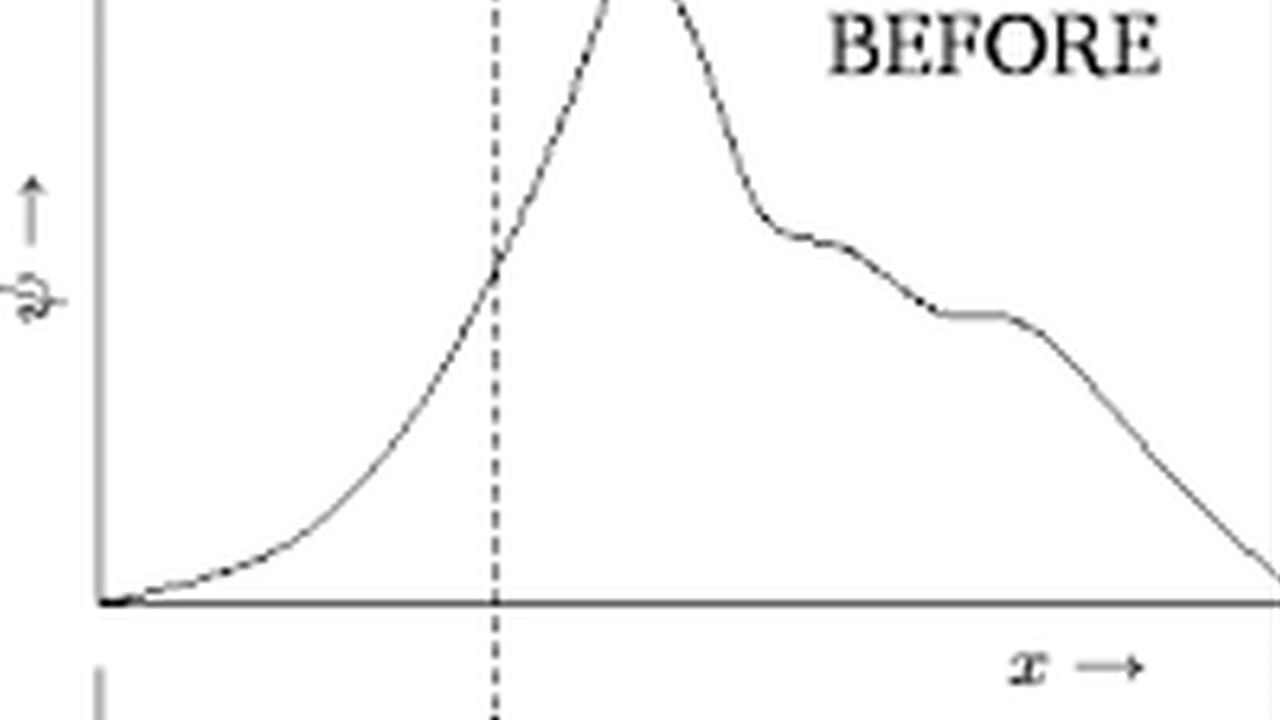 BEFORE
ψ →
x →